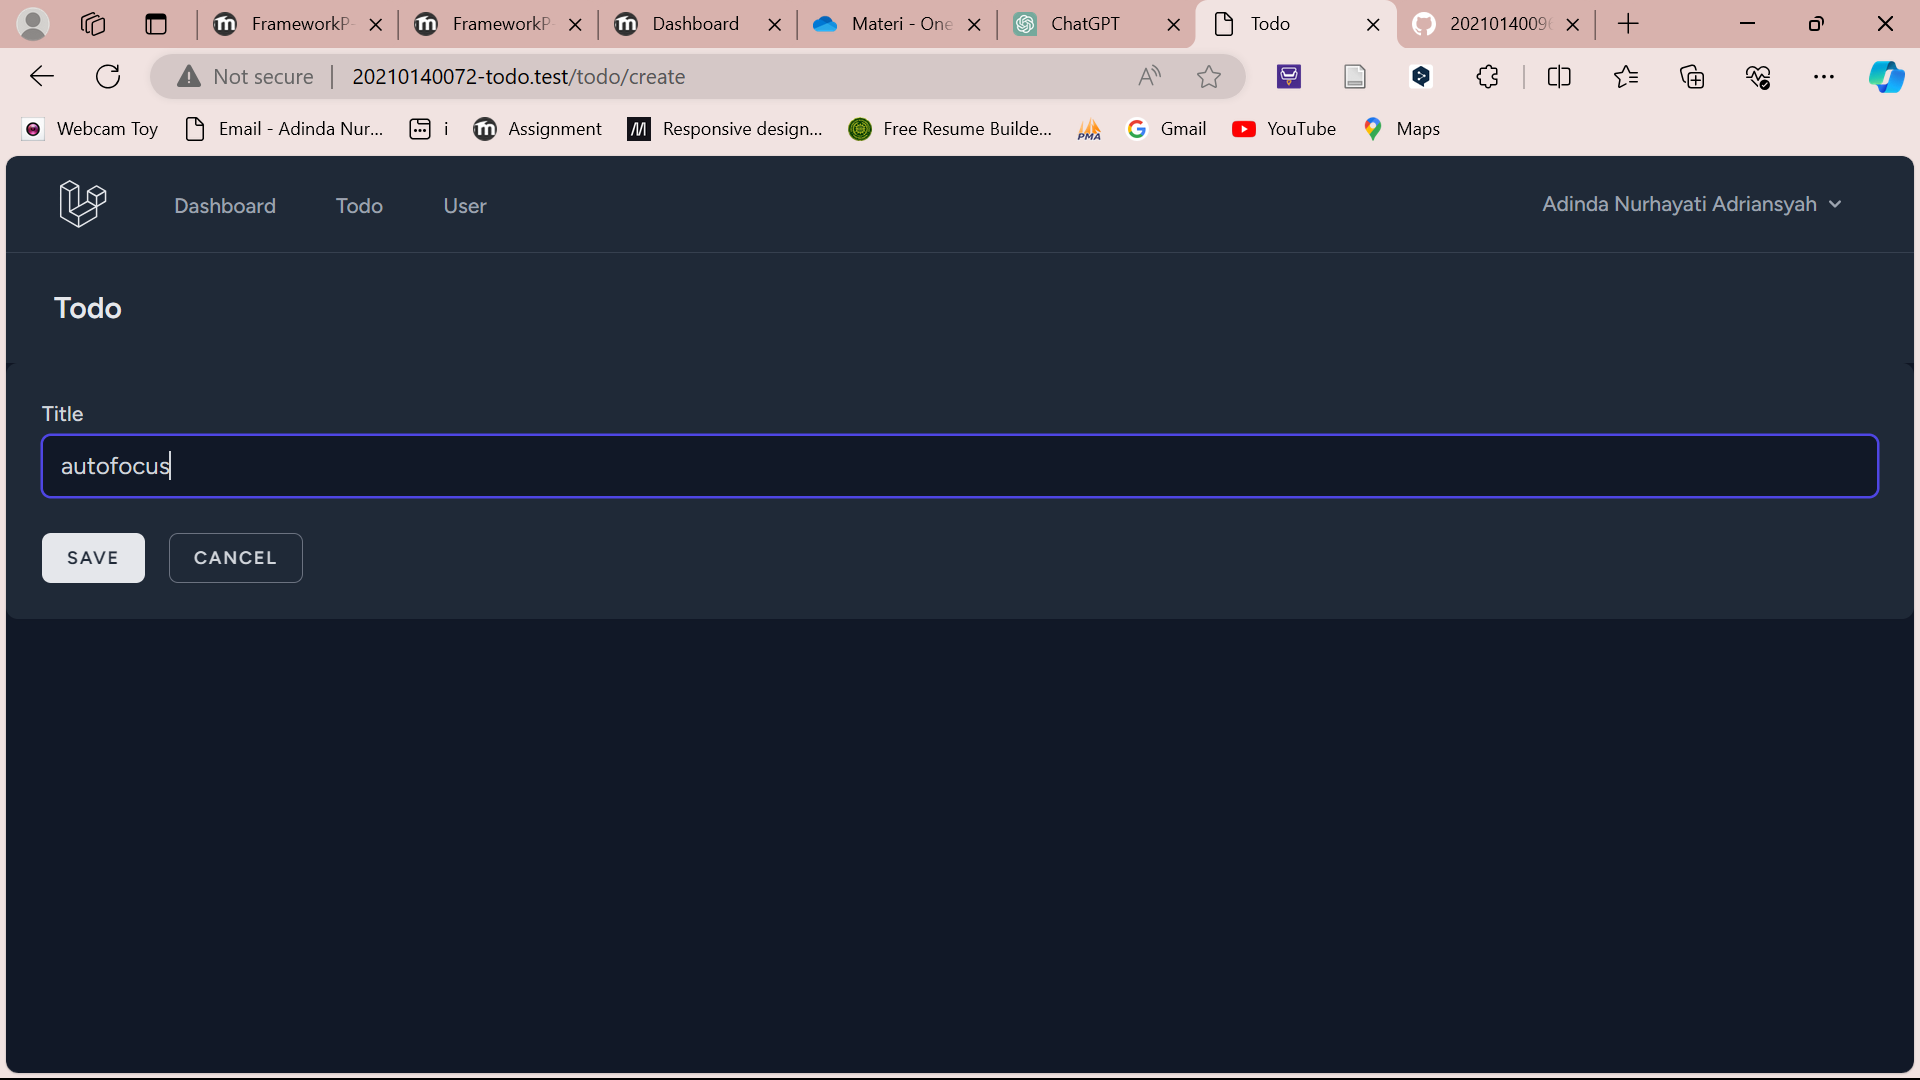 FrameworkP- FrameworkP- Dashboard Materi - One ChatGPT Todo 2021014009
Not secure 20210140072-todo.test/todo/create
Webcam Toy Email - Adinda Nur... i Assignment M Responsive design... Free Resume Builde... PMA Gmail YouTube Maps
Dashboard Todo User Adinda Nurhayati Adriansyah
Todo
Title
autofocus
SAVE CANCEL